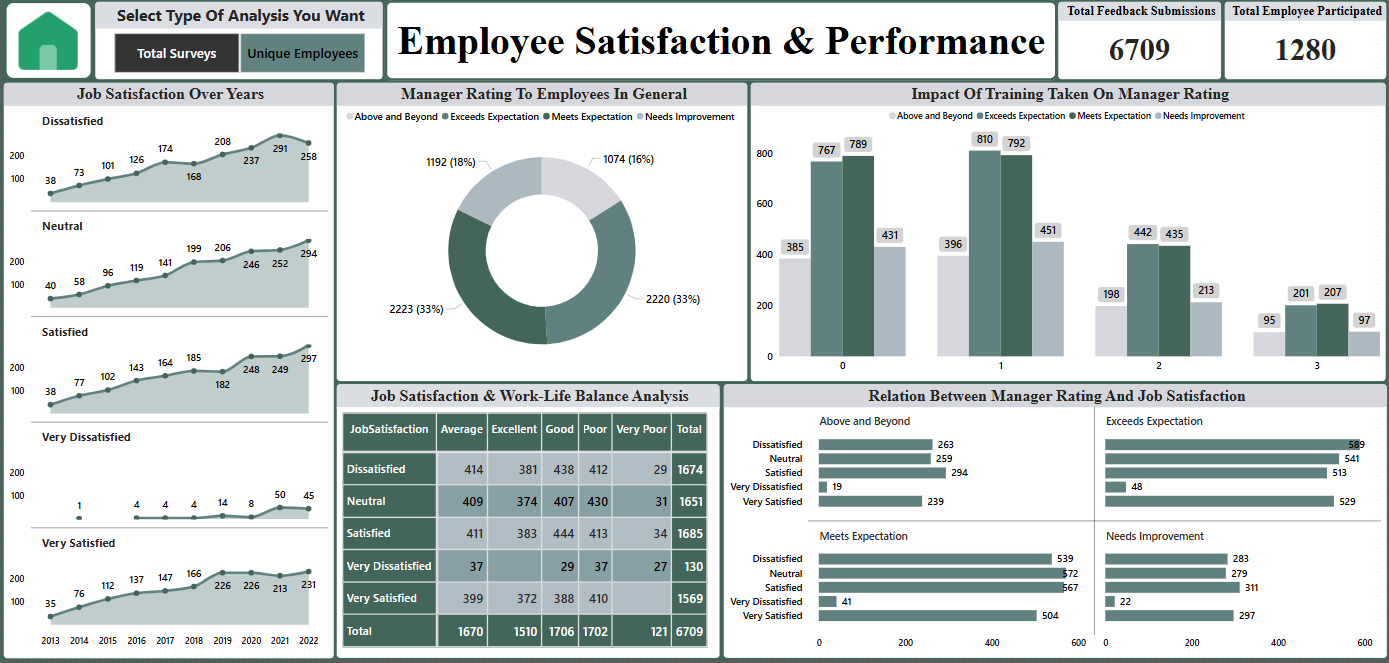 Select Type Of Analysis You Want
Total Surveys
Unique Employees
Employee Satisfaction & Performance
Total Feedback Submissions
6709
Total Employee Participated
1280
Job Satisfaction Over Years
Dissatisfied
200
100
38 73 101 126 174 168 208 237 291 258
Neutral
200
100
40 58 96 119 141 199 206 246 252 294
Satisfied
200
100
38 77 102 143 164 185 182 248 249 297
Very Dissatisfied
200
100
1 4 4 4 14 8 50 45
Very Satisfied
200
100
35 76 112 137 147 166 226 226 213 231
2013 2014 2015 2016 2017 2018 2019 2020 2021 2022
Manager Rating To Employees In General
Above and Beyond Exceeds Expectation Meets Expectation Needs Improvement
1192 (18%)
1074 (16%)
2223 (33%)
2220 (33%)
Impact Of Training Taken On Manager Rating
Above and Beyond Exceeds Expectation Meets Expectation Needs Improvement
800
600
400
200
0
385 767 789 431
396 810 792 451
198 442 435 213
95 201 207 97
0 1 2 3
Job Satisfaction & Work-Life Balance Analysis
JobSatisfaction Average Excellent Good Poor Very Poor Total
Dissatisfied 414 381 438 412 29 1674
Neutral 409 374 407 430 31 1651
Satisfied 411 383 444 413 34 1685
Very Dissatisfied 37 29 37 27 130
Very Satisfied 399 372 388 410 1569
Total 1670 1510 1706 1702 121 6709
Relation Between Manager Rating And Job Satisfaction
Above and Beyond
Dissatisfied 263
Neutral 259
Satisfied 294
Very Dissatisfied 19
Very Satisfied 239
Exceeds Expectation
589
541
513
48
529
Meets Expectation
Dissatisfied 539
Neutral 572
Satisfied 567
Very Dissatisfied 41
Very Satisfied 504
0 200 400 600
Needs Improvement
283
279
311
22
297
0 200 400 600